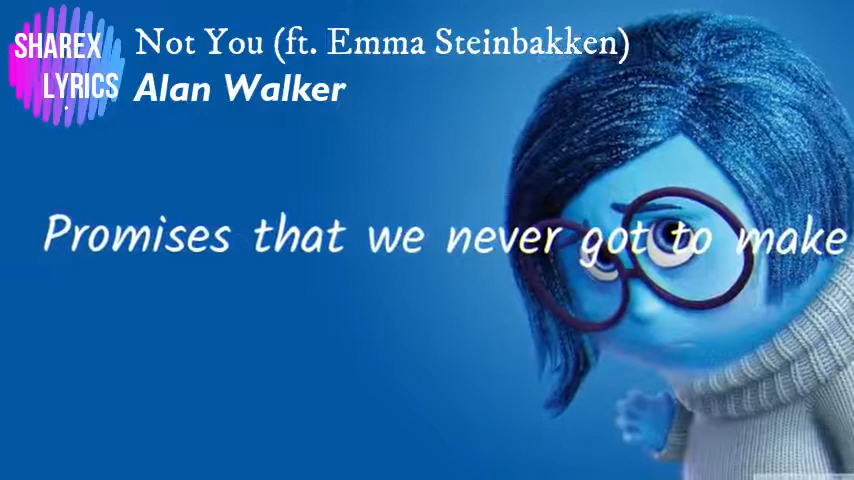 SHAREX
LYRICS
Not You (ft. Emma Steinbakken)
Alan Walker
Promises that we never got to make